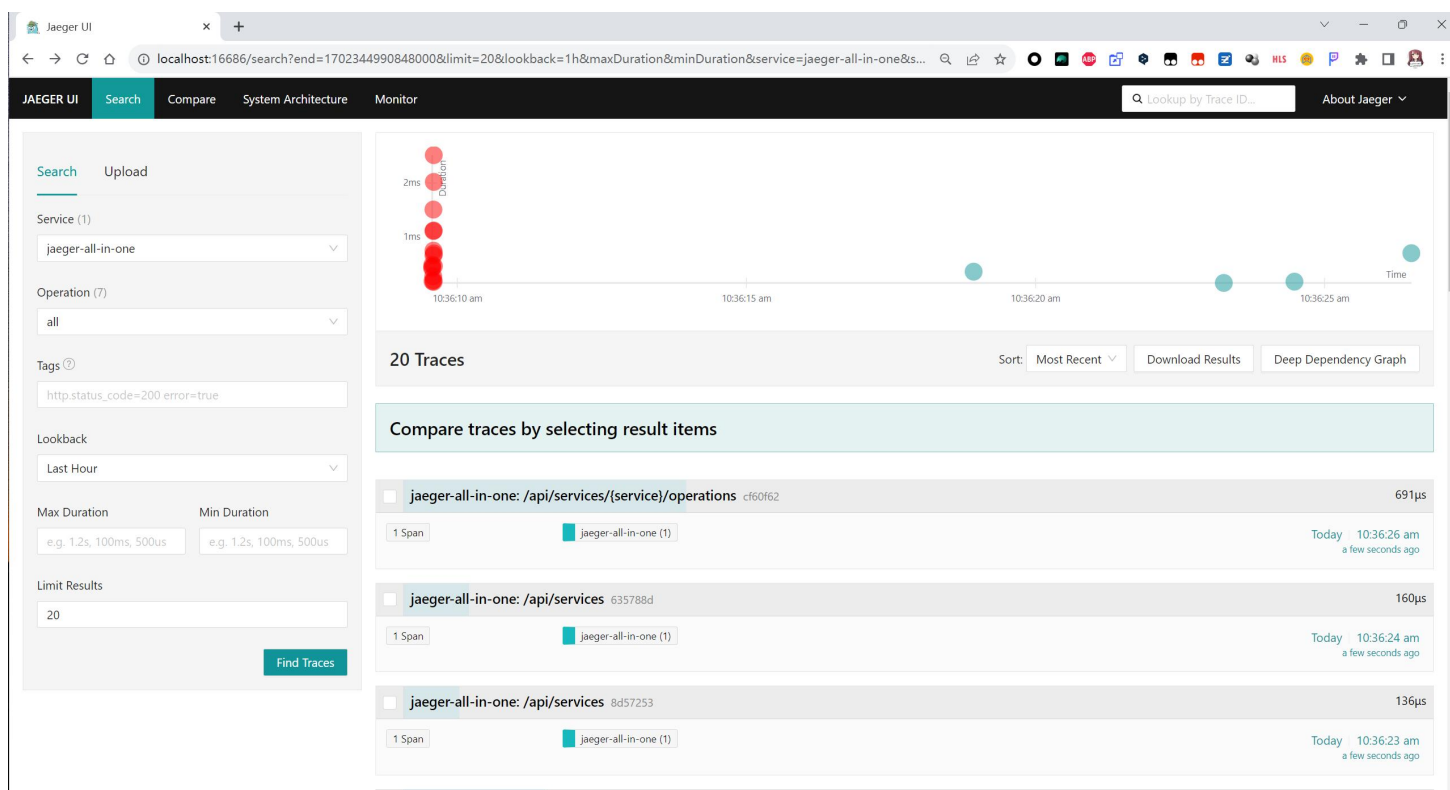 Jaeger UI
localhost:16686/search?end=1702344990848000&limit=20&lookback=1h&maxDuration&minDuration&service=jaeger-all-in-one&s...
ABP
HLS
JAEGER UI Search Compare System Architecture Monitor Lookup by Trace ID... About Jaeger
Search Upload
Service (1)
jaeger-all-in-one
Operation (7)
all
Tags
http.status_code=200 error=true
Lookback
Last Hour
Max Duration Min Duration
e.g. 1.2s, 100ms, 500us e.g. 1.2s, 100ms, 500us
Limit Results
20
Find Traces
Duration
2ms
1ms
Time
10:36:10 am 10:36:15 am 10:36:20 am 10:36:25 am
20 Traces Sort: Most Recent Download Results Deep Dependency Graph
Compare traces by selecting result items
jaeger-all-in-one: /api/services/{service}/operations cf60f62 691μs
1 Span jaeger-all-in-one (1) Today 10:36:26 am
a few seconds ago
jaeger-all-in-one: /api/services 635788d 160μs
1 Span jaeger-all-in-one (1) Today 10:36:24 am
a few seconds ago
jaeger-all-in-one: /api/services 8d57253 136μs
1 Span jaeger-all-in-one (1) Today 10:36:23 am
a few seconds ago